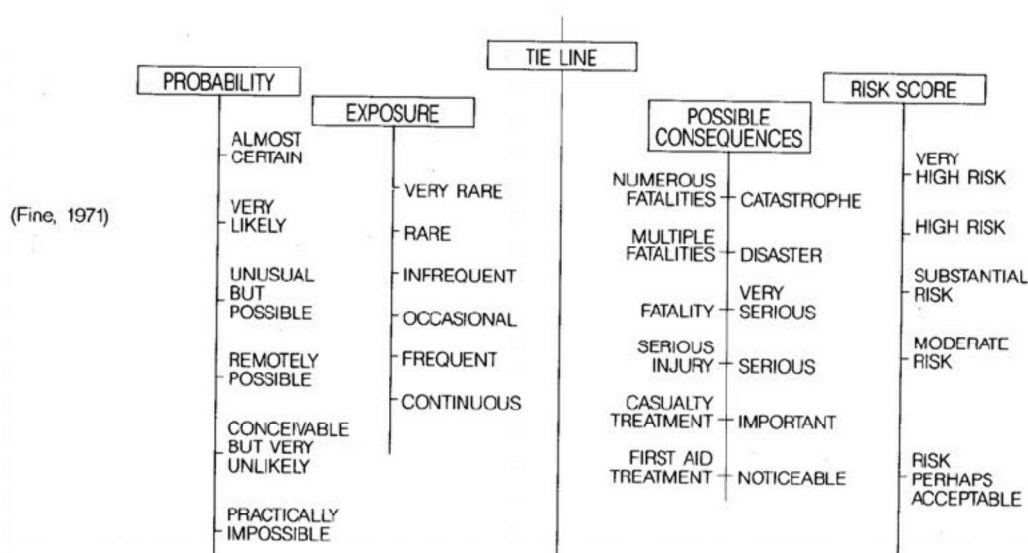 TIE LINE
PROBABILITY
EXPOSURE
POSSIBLE
CONSEQUENCES
RISK SCORE
(Fine, 1971)
ALMOST
CERTAIN
VERY
LIKELY
UNUSUAL
BUT
POSSIBLE
REMOTELY
POSSIBLE
CONCEIVABLE
BUT VERY
UNLIKELY
PRACTICALLY
IMPOSSIBLE
VERY RARE
RARE
INFREQUENT
OCCASIONAL
FREQUENT
CONTINUOUS
NUMEROUS
FATALITIES
CATASTROPHE
MULTIPLE
FATALITIES
DISASTER
FATALITY
VERY
SERIOUS
SERIOUS
INJURY
SERIOUS
CASUALTY
TREATMENT
IMPORTANT
FIRST AID
TREATMENT
NOTICEABLE
VERY
HIGH RISK
HIGH RISK
SUBSTANTIAL
RISK
MODERATE
RISK
RISK
PERHAPS
ACCEPTABLE